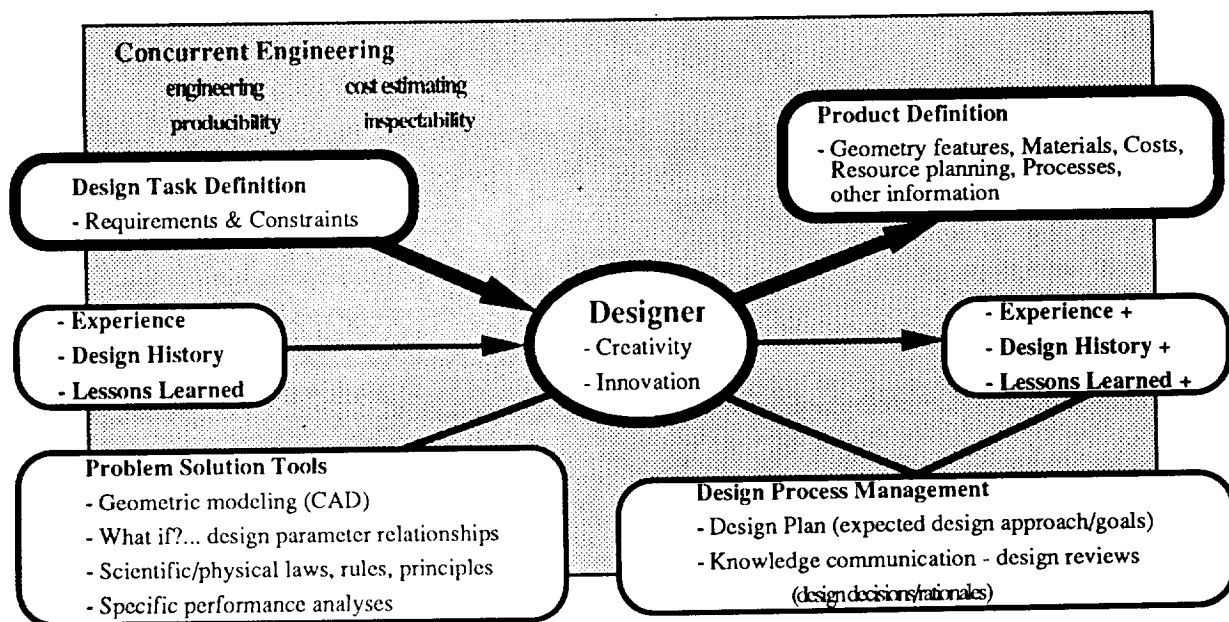 Concurrent Engineering
engineering cost estimating
producibility inspectability
Product Definition
- Geometry features, Materials, Costs,
Resource planning, Processes,
other information
Design Task Definition
- Requirements & Constraints
- Experience
- Design History
- Lessons Learned
Designer
- Creativity
- Innovation
- Experience +
- Design History +
- Lessons Learned +
Problem Solution Tools
- Geometric modeling (CAD)
- What if?... design parameter relationships
- Scientific/physical laws, rules, principles
- Specific performance analyses
Design Process Management
- Design Plan (expected design approach/goals)
- Knowledge communication - design reviews
(design decisions/rationales)